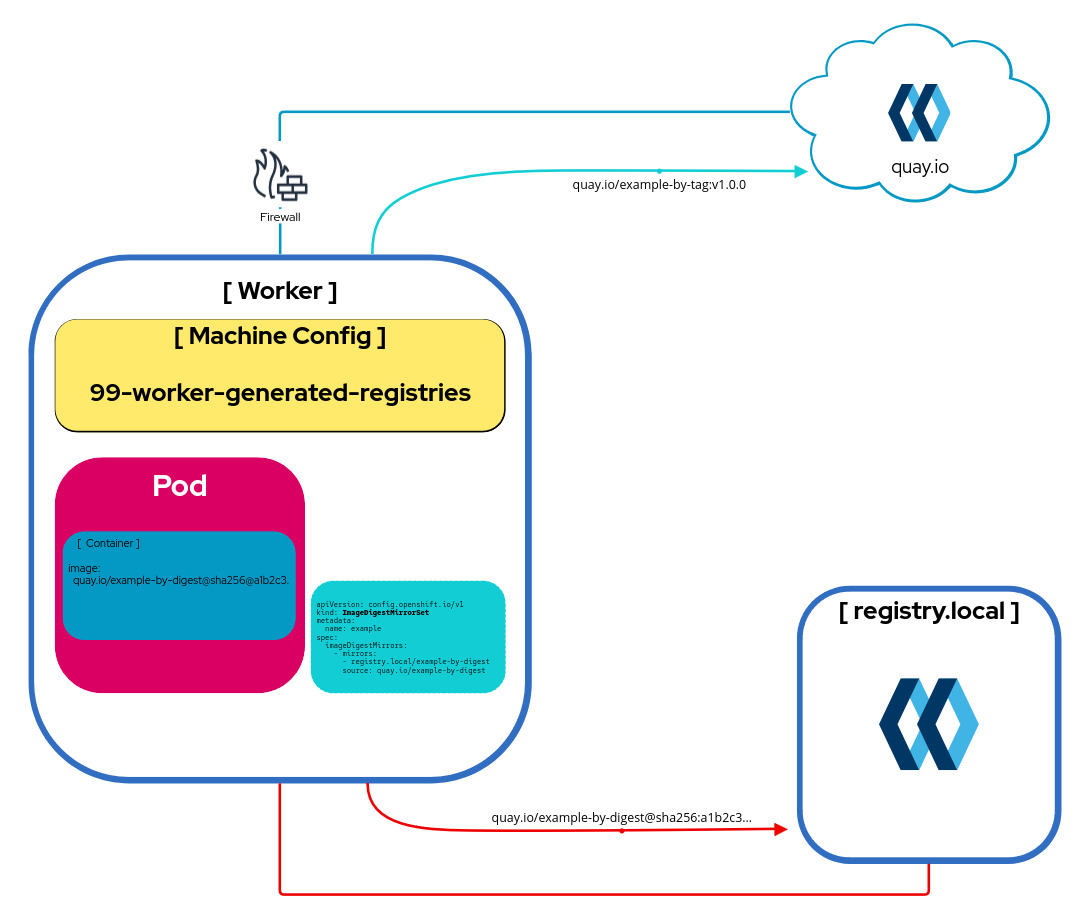 quay.io
quay.io/example-by-tag:v1.0.0
Firewall
[ Worker ]
[ Machine Config ]
99-worker-generated-registries
Pod
[ Container ]
image:
quay.io/example-by-digest@sha256@a1b2c3.
apiVersion: config.openshift.io/v1
kind: ImageDigestMirrorSet
metadata:
  name: example
spec:
  imageDigestMirrors:
    - mirrors:
      - registry.local/example-by-digest
      source: quay.io/example-by-digest
[ registry.local ]
quay.io/example-by-digest@sha256:a1b2c3...